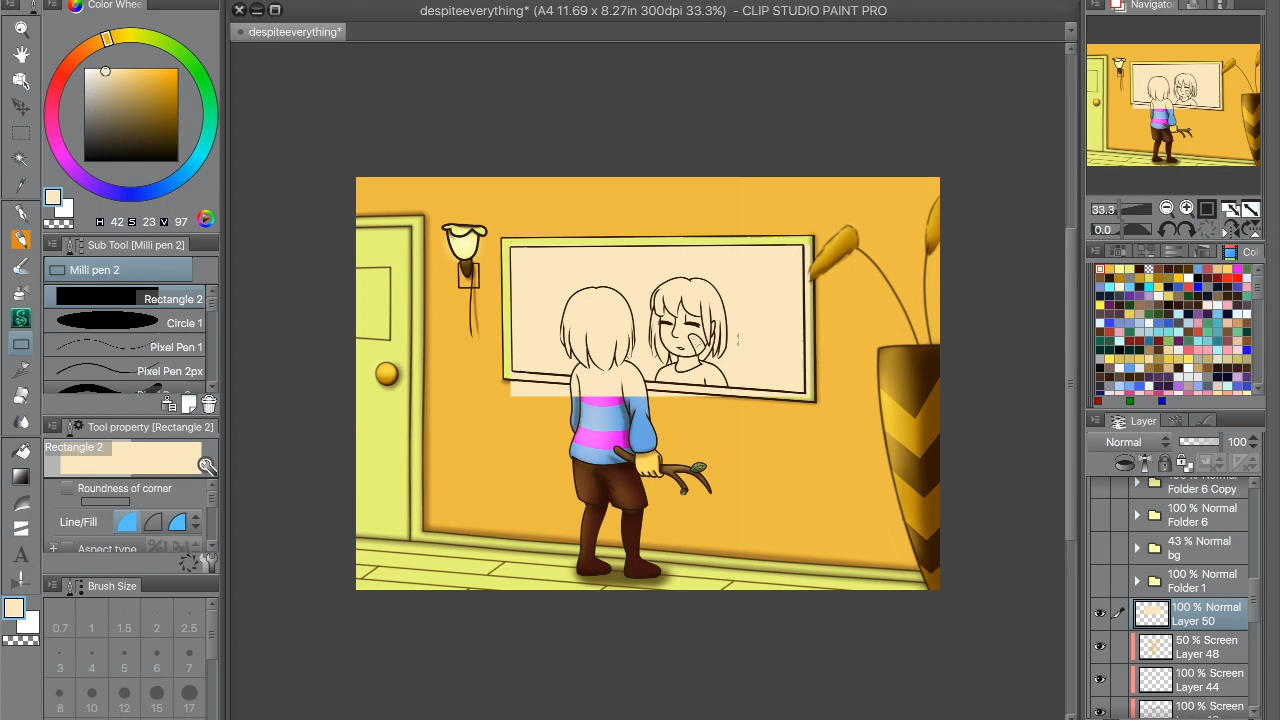 Color Whee
despiteeverything* (A4 11.69 x 8.27in 300dpi 33.3%) - CLIP STUDIO PAINT PRO
Navigator
despiteeverything*
H 42 S 23 V 97
33.3
0.0
Sub Tool [Milli pen 2]
Milli pen 2
Rectangle 2
Circle 1
Pixel Pen 1
Pixel Pen 2px
Col
Tool property [Rectangle 2]
Rectangle 2
Roundness of corner
Line/Fill
Aspect type
Layer
Normal
100
100 % Normal
Folder 6 Copy
100 % Normal
Folder 6
43 % Normal
bg
100 % Normal
Folder 1
100 % Normal
Layer 50
50 % Screen
Layer 48
100 % Screen
Layer 44
100 % Screen
Brush Size
0.7 1 1.5 2 2.5
3 4 5 6 7
8 10 12 15 17